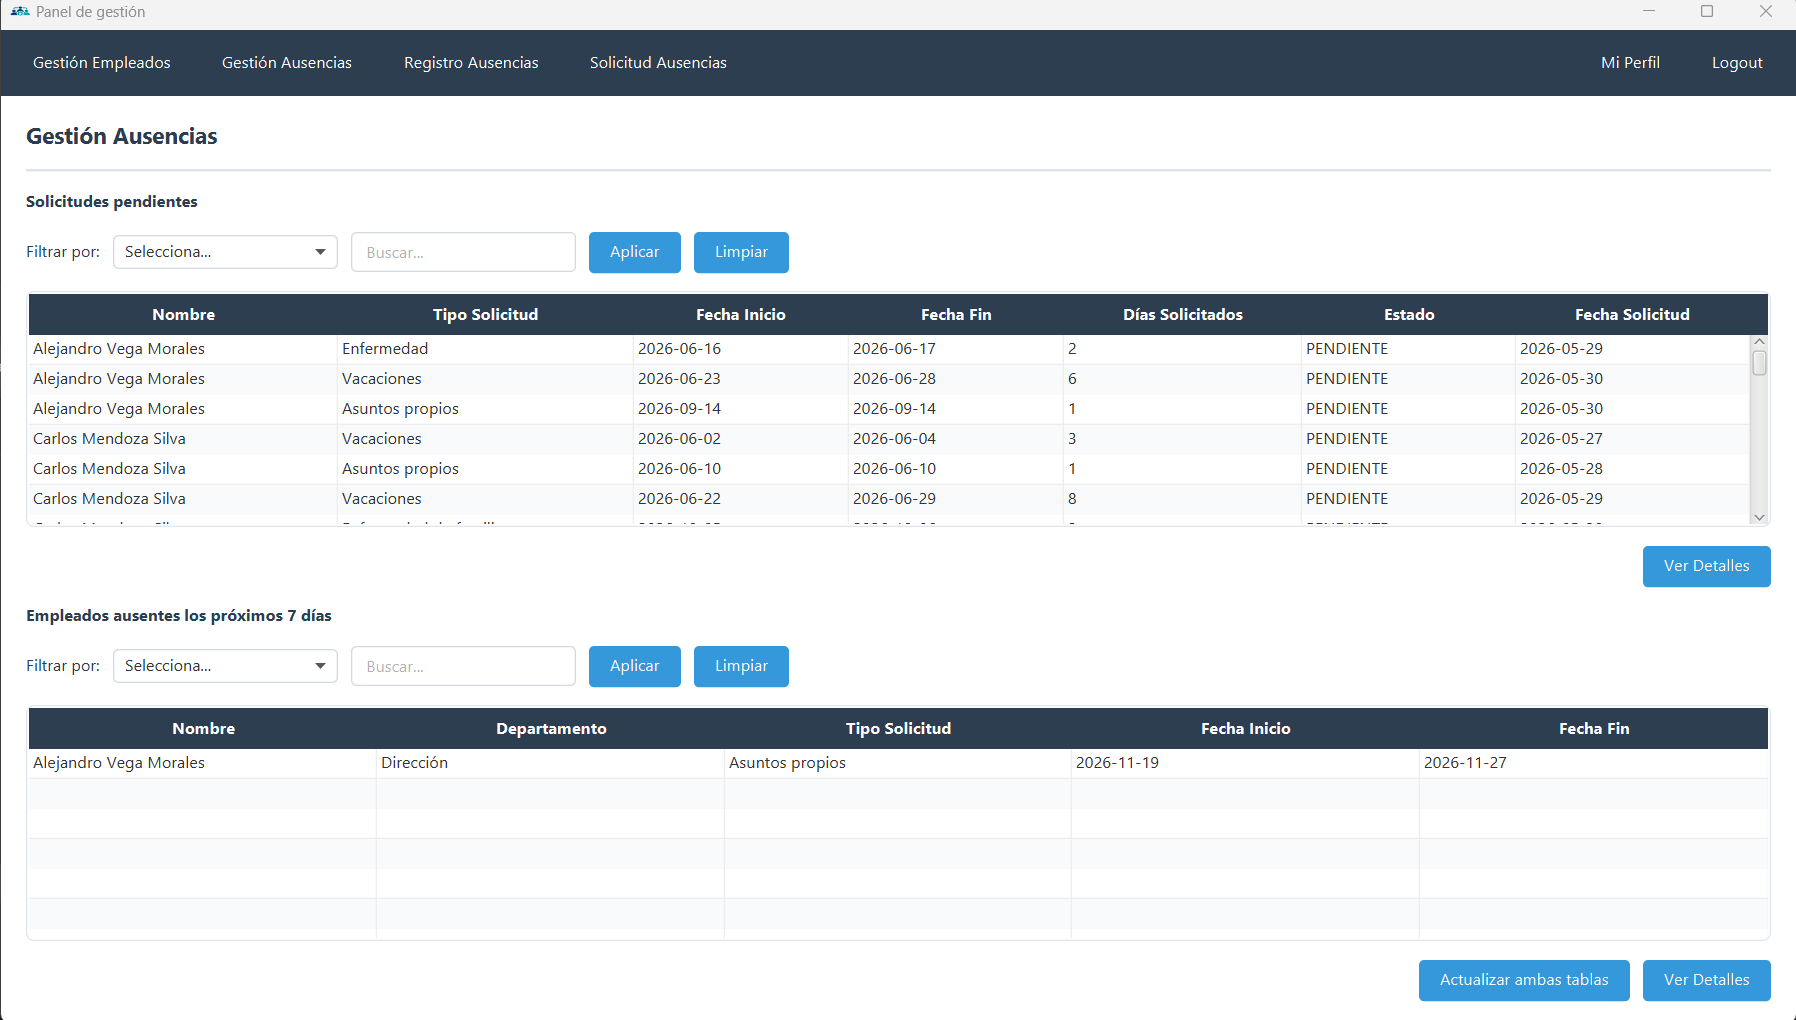 Panel de gestión
Gestión Empleados Gestión Ausencias Registro Ausencias Solicitud Ausencias Mi Perfil Logout
Gestión Ausencias
Solicitudes pendientes
Filtrar por: Selecciona... Buscar... Aplicar Limpiar
Nombre Tipo Solicitud Fecha Inicio Fecha Fin Días Solicitados Estado Fecha Solicitud
Alejandro Vega Morales Enfermedad 2026-06-16 2026-06-17 2 PENDIENTE 2026-05-29
Alejandro Vega Morales Vacaciones 2026-06-23 2026-06-28 6 PENDIENTE 2026-05-30
Alejandro Vega Morales Asuntos propios 2026-09-14 2026-09-14 1 PENDIENTE 2026-05-30
Carlos Mendoza Silva Vacaciones 2026-06-02 2026-06-04 3 PENDIENTE 2026-05-27
Carlos Mendoza Silva Asuntos propios 2026-06-10 2026-06-10 1 PENDIENTE 2026-05-28
Carlos Mendoza Silva Vacaciones 2026-06-22 2026-06-29 8 PENDIENTE 2026-05-29
Ver Detalles
Empleados ausentes los próximos 7 días
Filtrar por: Selecciona... Buscar... Aplicar Limpiar
Nombre Departamento Tipo Solicitud Fecha Inicio Fecha Fin
Alejandro Vega Morales Dirección Asuntos propios 2026-11-19 2026-11-27
Actualizar ambas tablas Ver Detalles